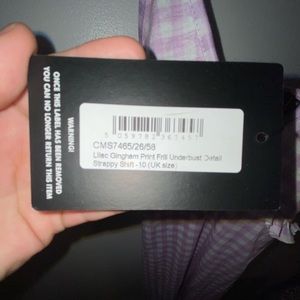 WARNING!
ONCE THIS LABEL HAS BEEN REMOVED
YOU CAN NO LONGER RETURN THIS ITEM
CMS7465/26/58
Lilac Gingham Print Frill Underbust Detail
Strappy Shirt -10 (UK size)